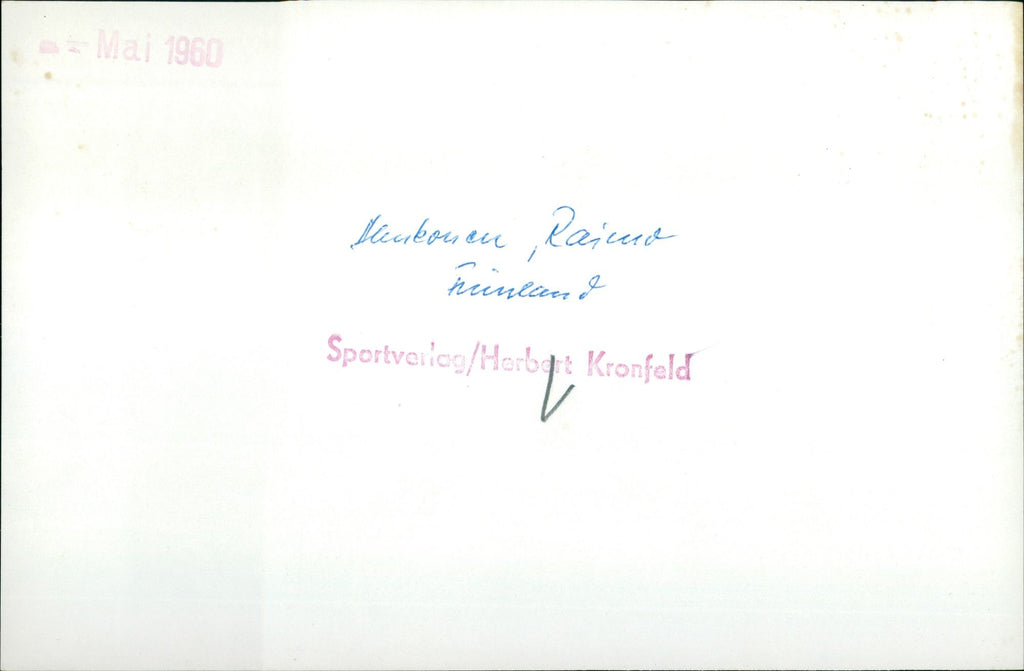 Mai 1960
, Raimo
Finnland
Sportverlag/Herbert Kronfeld